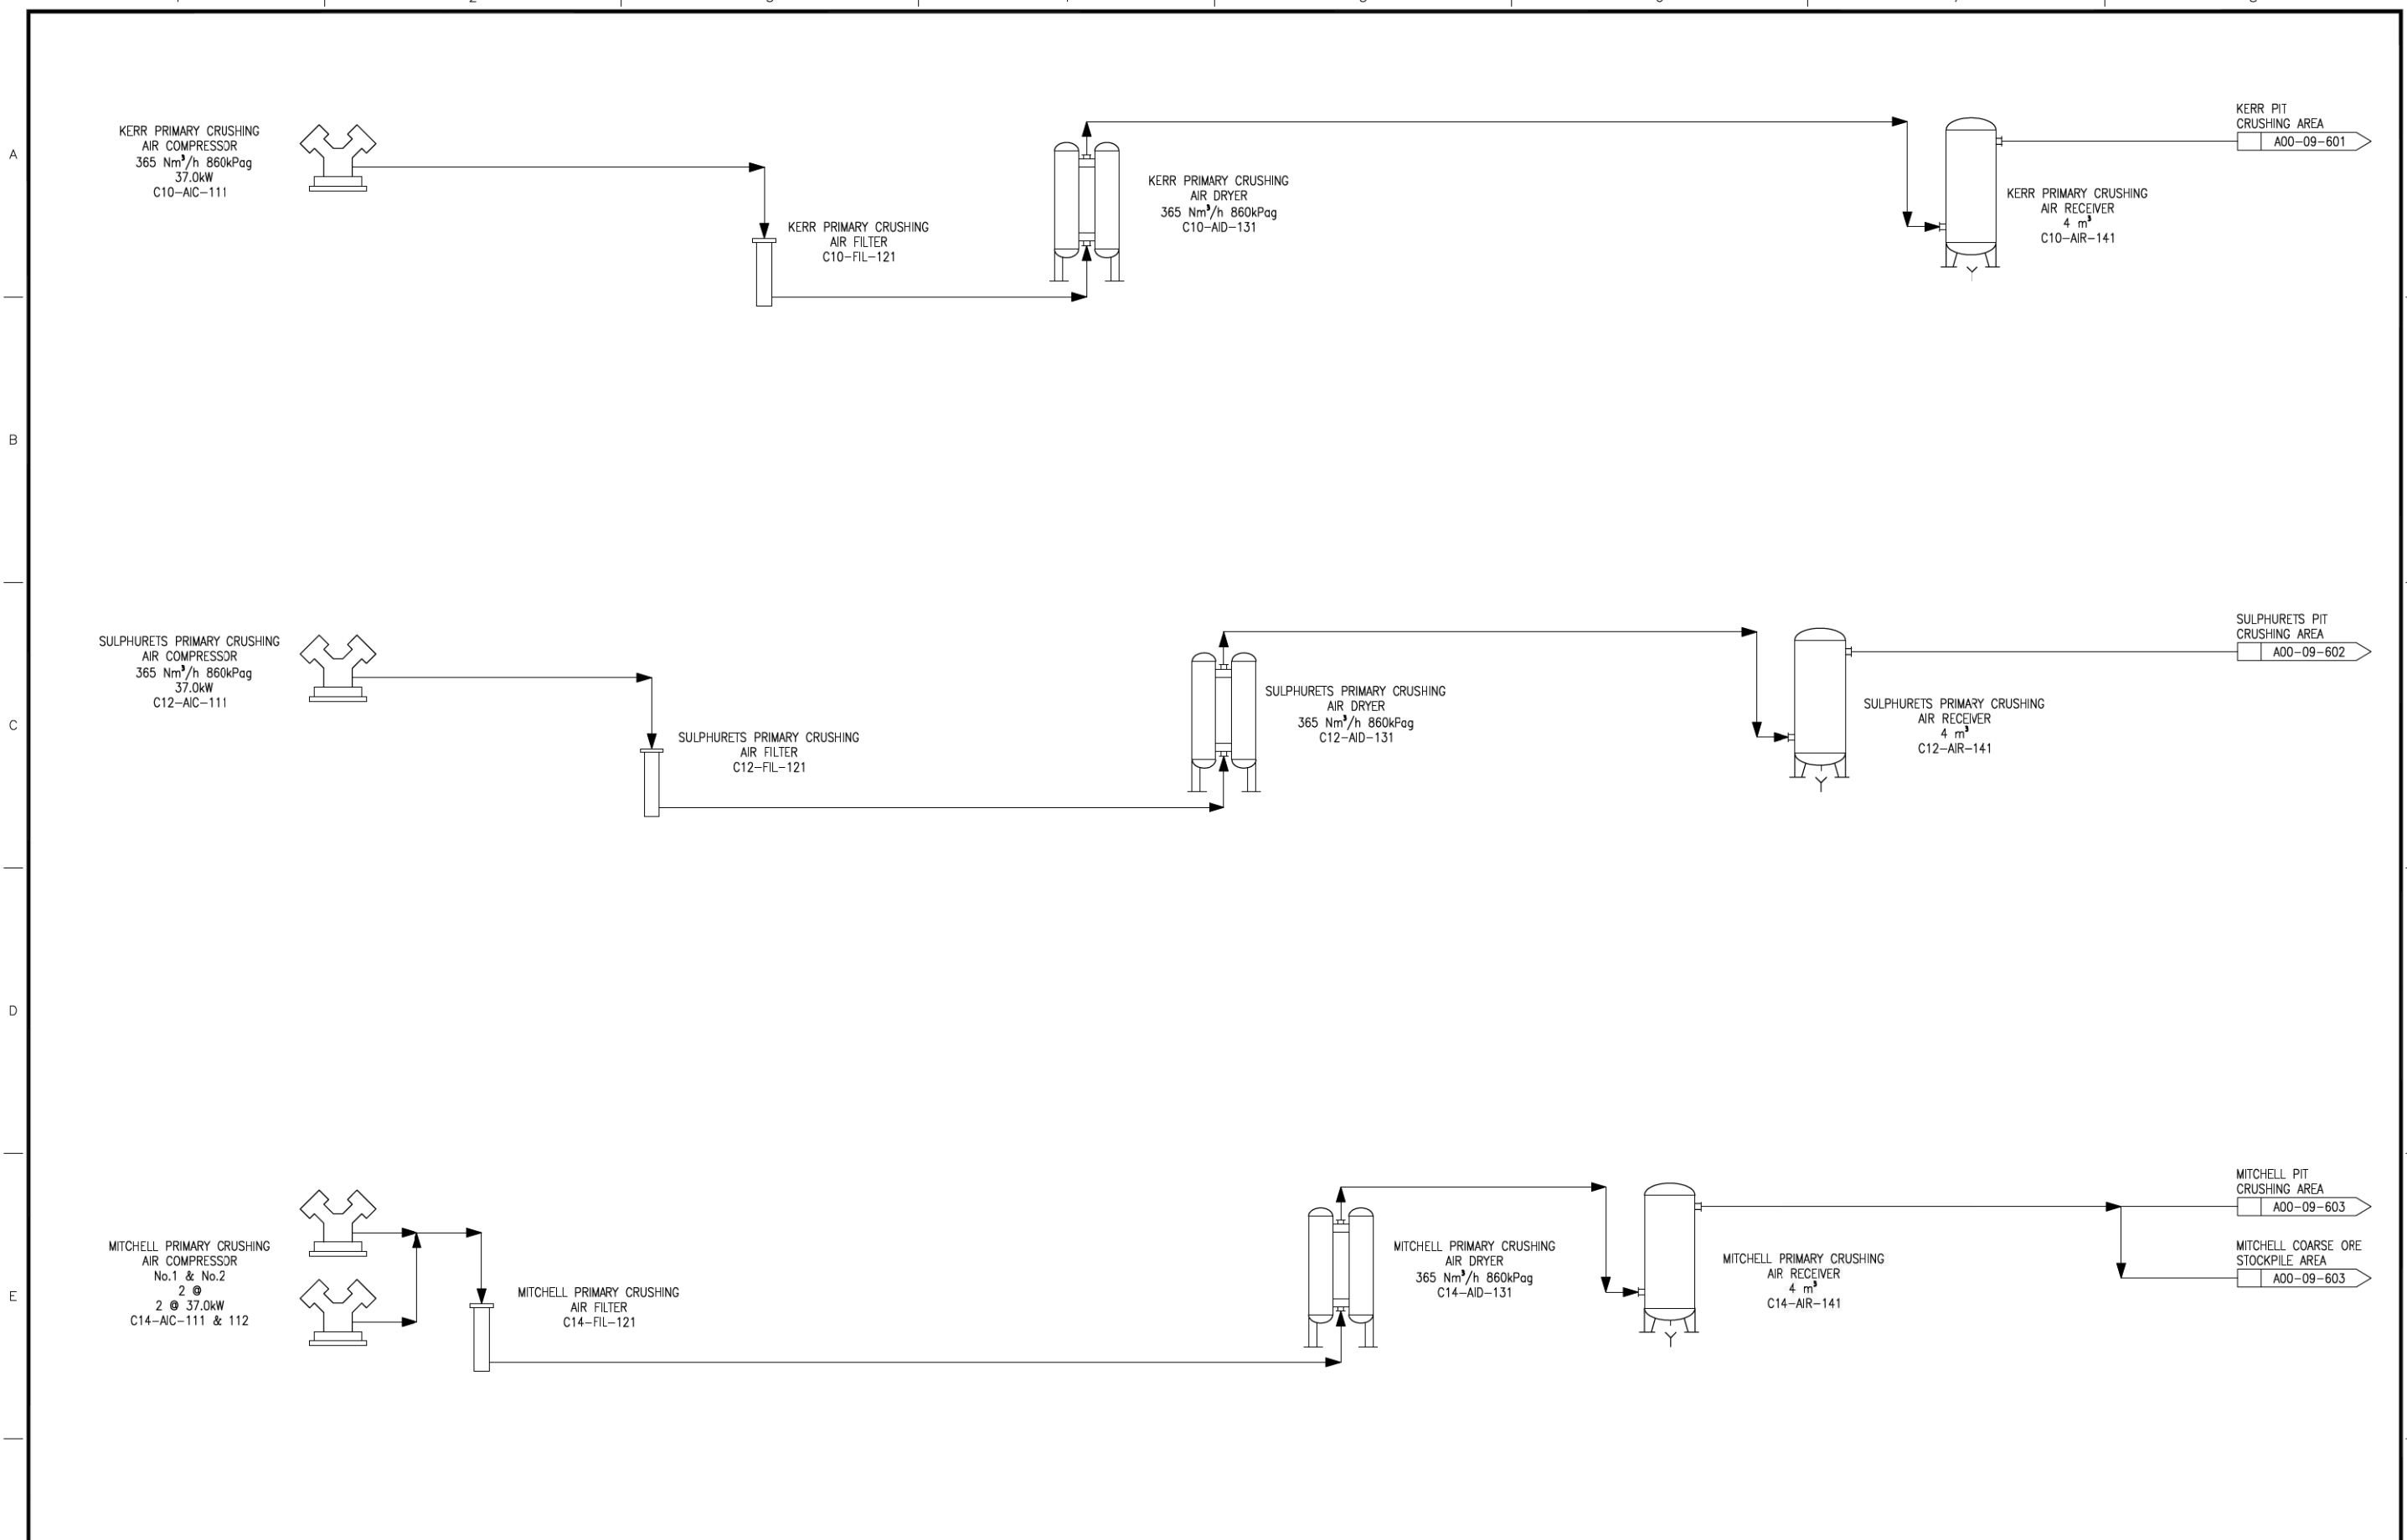 A
KERR PRIMARY CRUSHING
AIR COMPRESSOR
365 Nm³/h 860kPag
37.0kW
C10-AIC-111
KERR PRIMARY CRUSHING
AIR FILTER
C10-FIL-121
KERR PRIMARY CRUSHING
AIR DRYER
365 Nm³/h 860kPag
C10-AID-131
KERR PRIMARY CRUSHING
AIR RECEIVER
4 m³
C10-AIR-141
KERR PIT
CRUSHING AREA
A00-09-601
B
C
SULPHURETS PRIMARY CRUSHING
AIR COMPRESSOR
365 Nm³/h 860kPag
37.0kW
C12-AIC-111
SULPHURETS PRIMARY CRUSHING
AIR FILTER
C12-FIL-121
SULPHURETS PRIMARY CRUSHING
AIR DRYER
365 Nm³/h 860kPag
C12-AID-131
SULPHURETS PRIMARY CRUSHING
AIR RECEIVER
4 m³
C12-AIR-141
SULPHURETS PIT
CRUSHING AREA
A00-09-602
D
E
MITCHELL PRIMARY CRUSHING
AIR COMPRESSOR
No.1 & No.2
2 @
2 @ 37.0kW
C14-AIC-111 & 112
MITCHELL PRIMARY CRUSHING
AIR FILTER
C14-FIL-121
MITCHELL PRIMARY CRUSHING
AIR DRYER
365 Nm³/h 860kPag
C14-AID-131
MITCHELL PRIMARY CRUSHING
AIR RECEIVER
4 m³
C14-AIR-141
MITCHELL PIT
CRUSHING AREA
A00-09-603
MITCHELL COARSE ORE
STOCKPILE AREA
A00-09-603